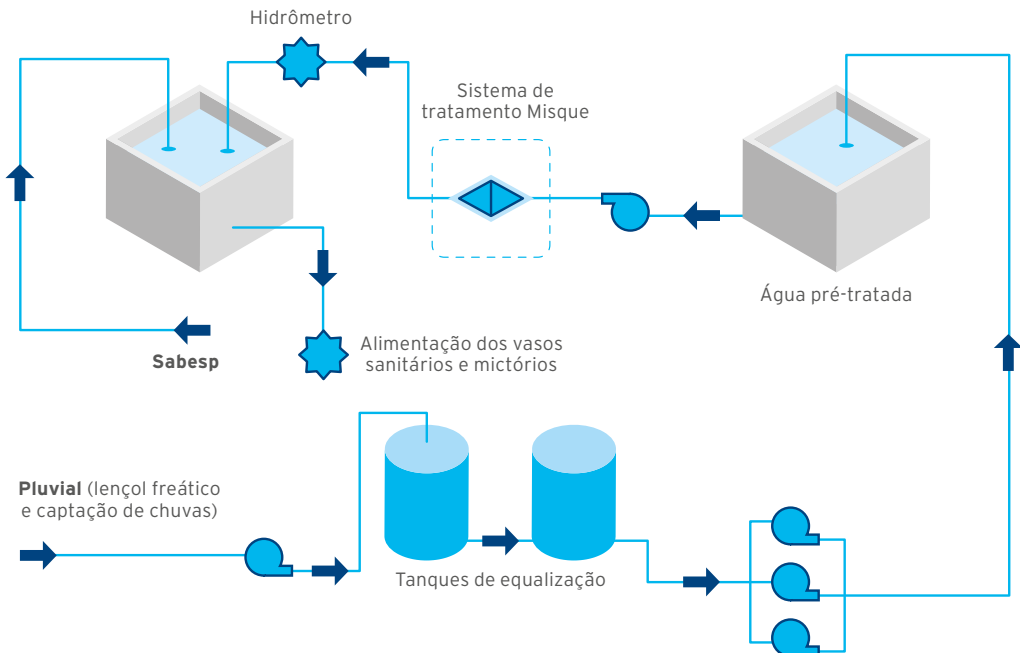 Hidrômetro
Sistema de
tratamento Misque
Água pré-tratada
Sabesp
Alimentação dos vasos
sanitários e mictórios
Pluvial (lençol freático
e captação de chuvas)
Tanques de equalização